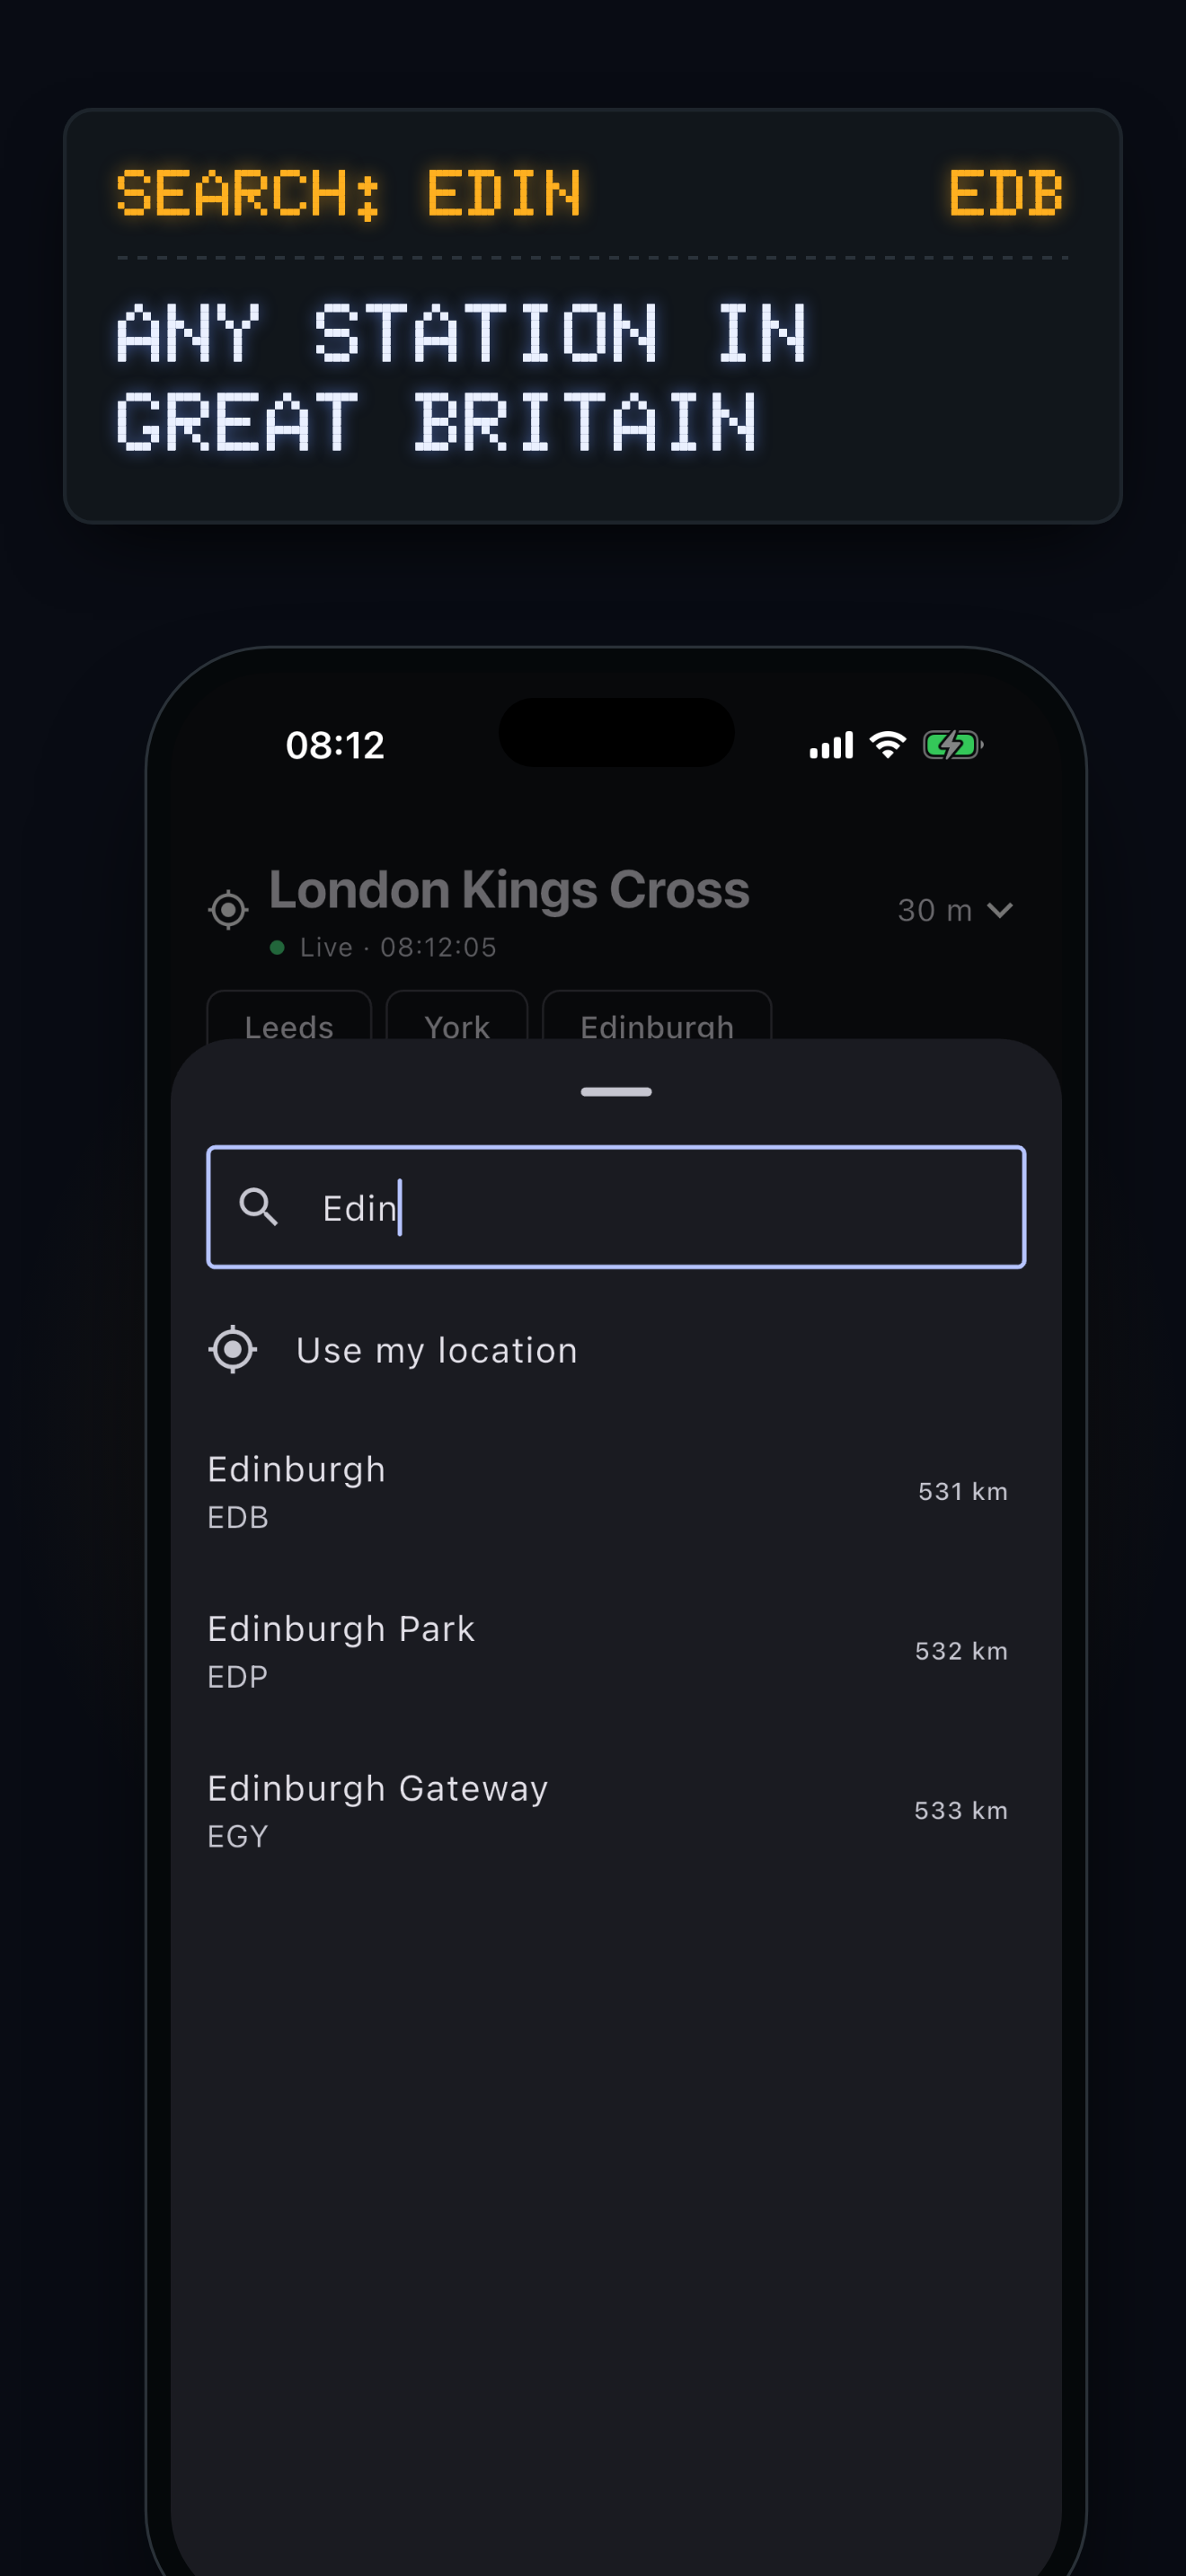 SEARCH: EDIN EDB
ANY STATION IN
GREAT BRITAIN
08:12
London Kings Cross 30 m
Live · 08:12:05
Leeds York Edinburgh
Edin
Use my location
Edinburgh
EDB 531 km
Edinburgh Park
EDP 532 km
Edinburgh Gateway
EGY 533 km